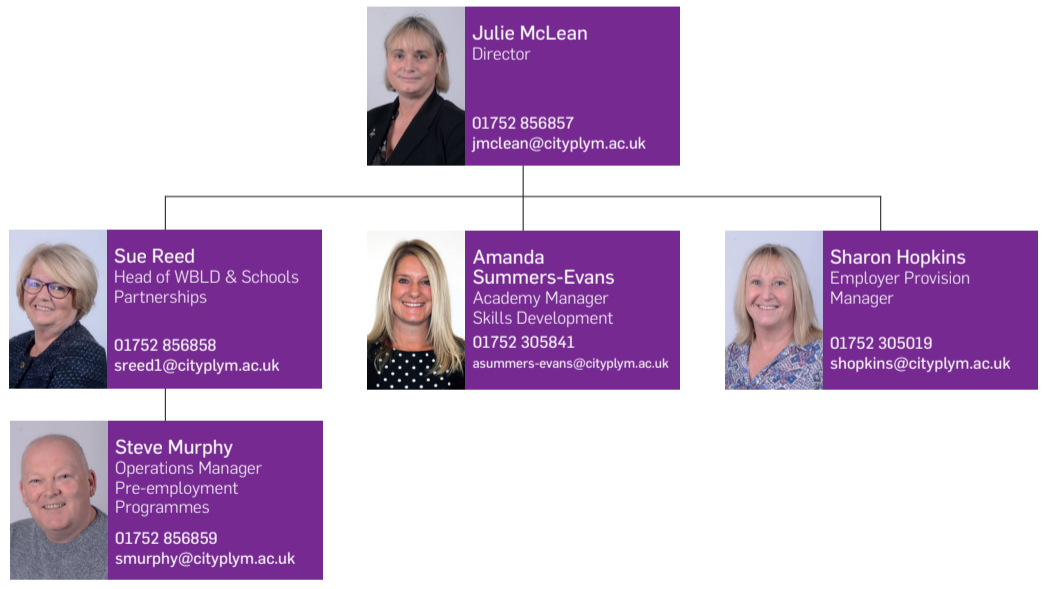 Julie McLean
Director
01752 856857
jmclean@cityplym.ac.uk
Sue Reed
Head of WBLD & Schools
Partnerships
01752 856858
sreed1@cityplym.ac.uk
Amanda
Summers-Evans
Academy Manager
Skills Development
01752 305841
asummers-evans@cityplym.ac.uk
Sharon Hopkins
Employer Provision
Manager
01752 305019
shopkins@cityplym.ac.uk
Steve Murphy
Operations Manager
Pre-employment
Programmes
01752 856859
smurphy@cityplym.ac.uk